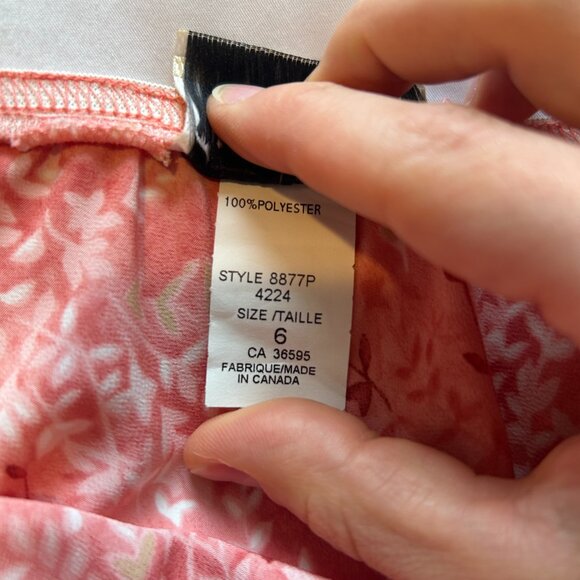 100%POLYESTER
STYLE 8877P
4224
SIZE /TAILLE
6
CA 36595
FABRIQUE/MADE
IN CANADA